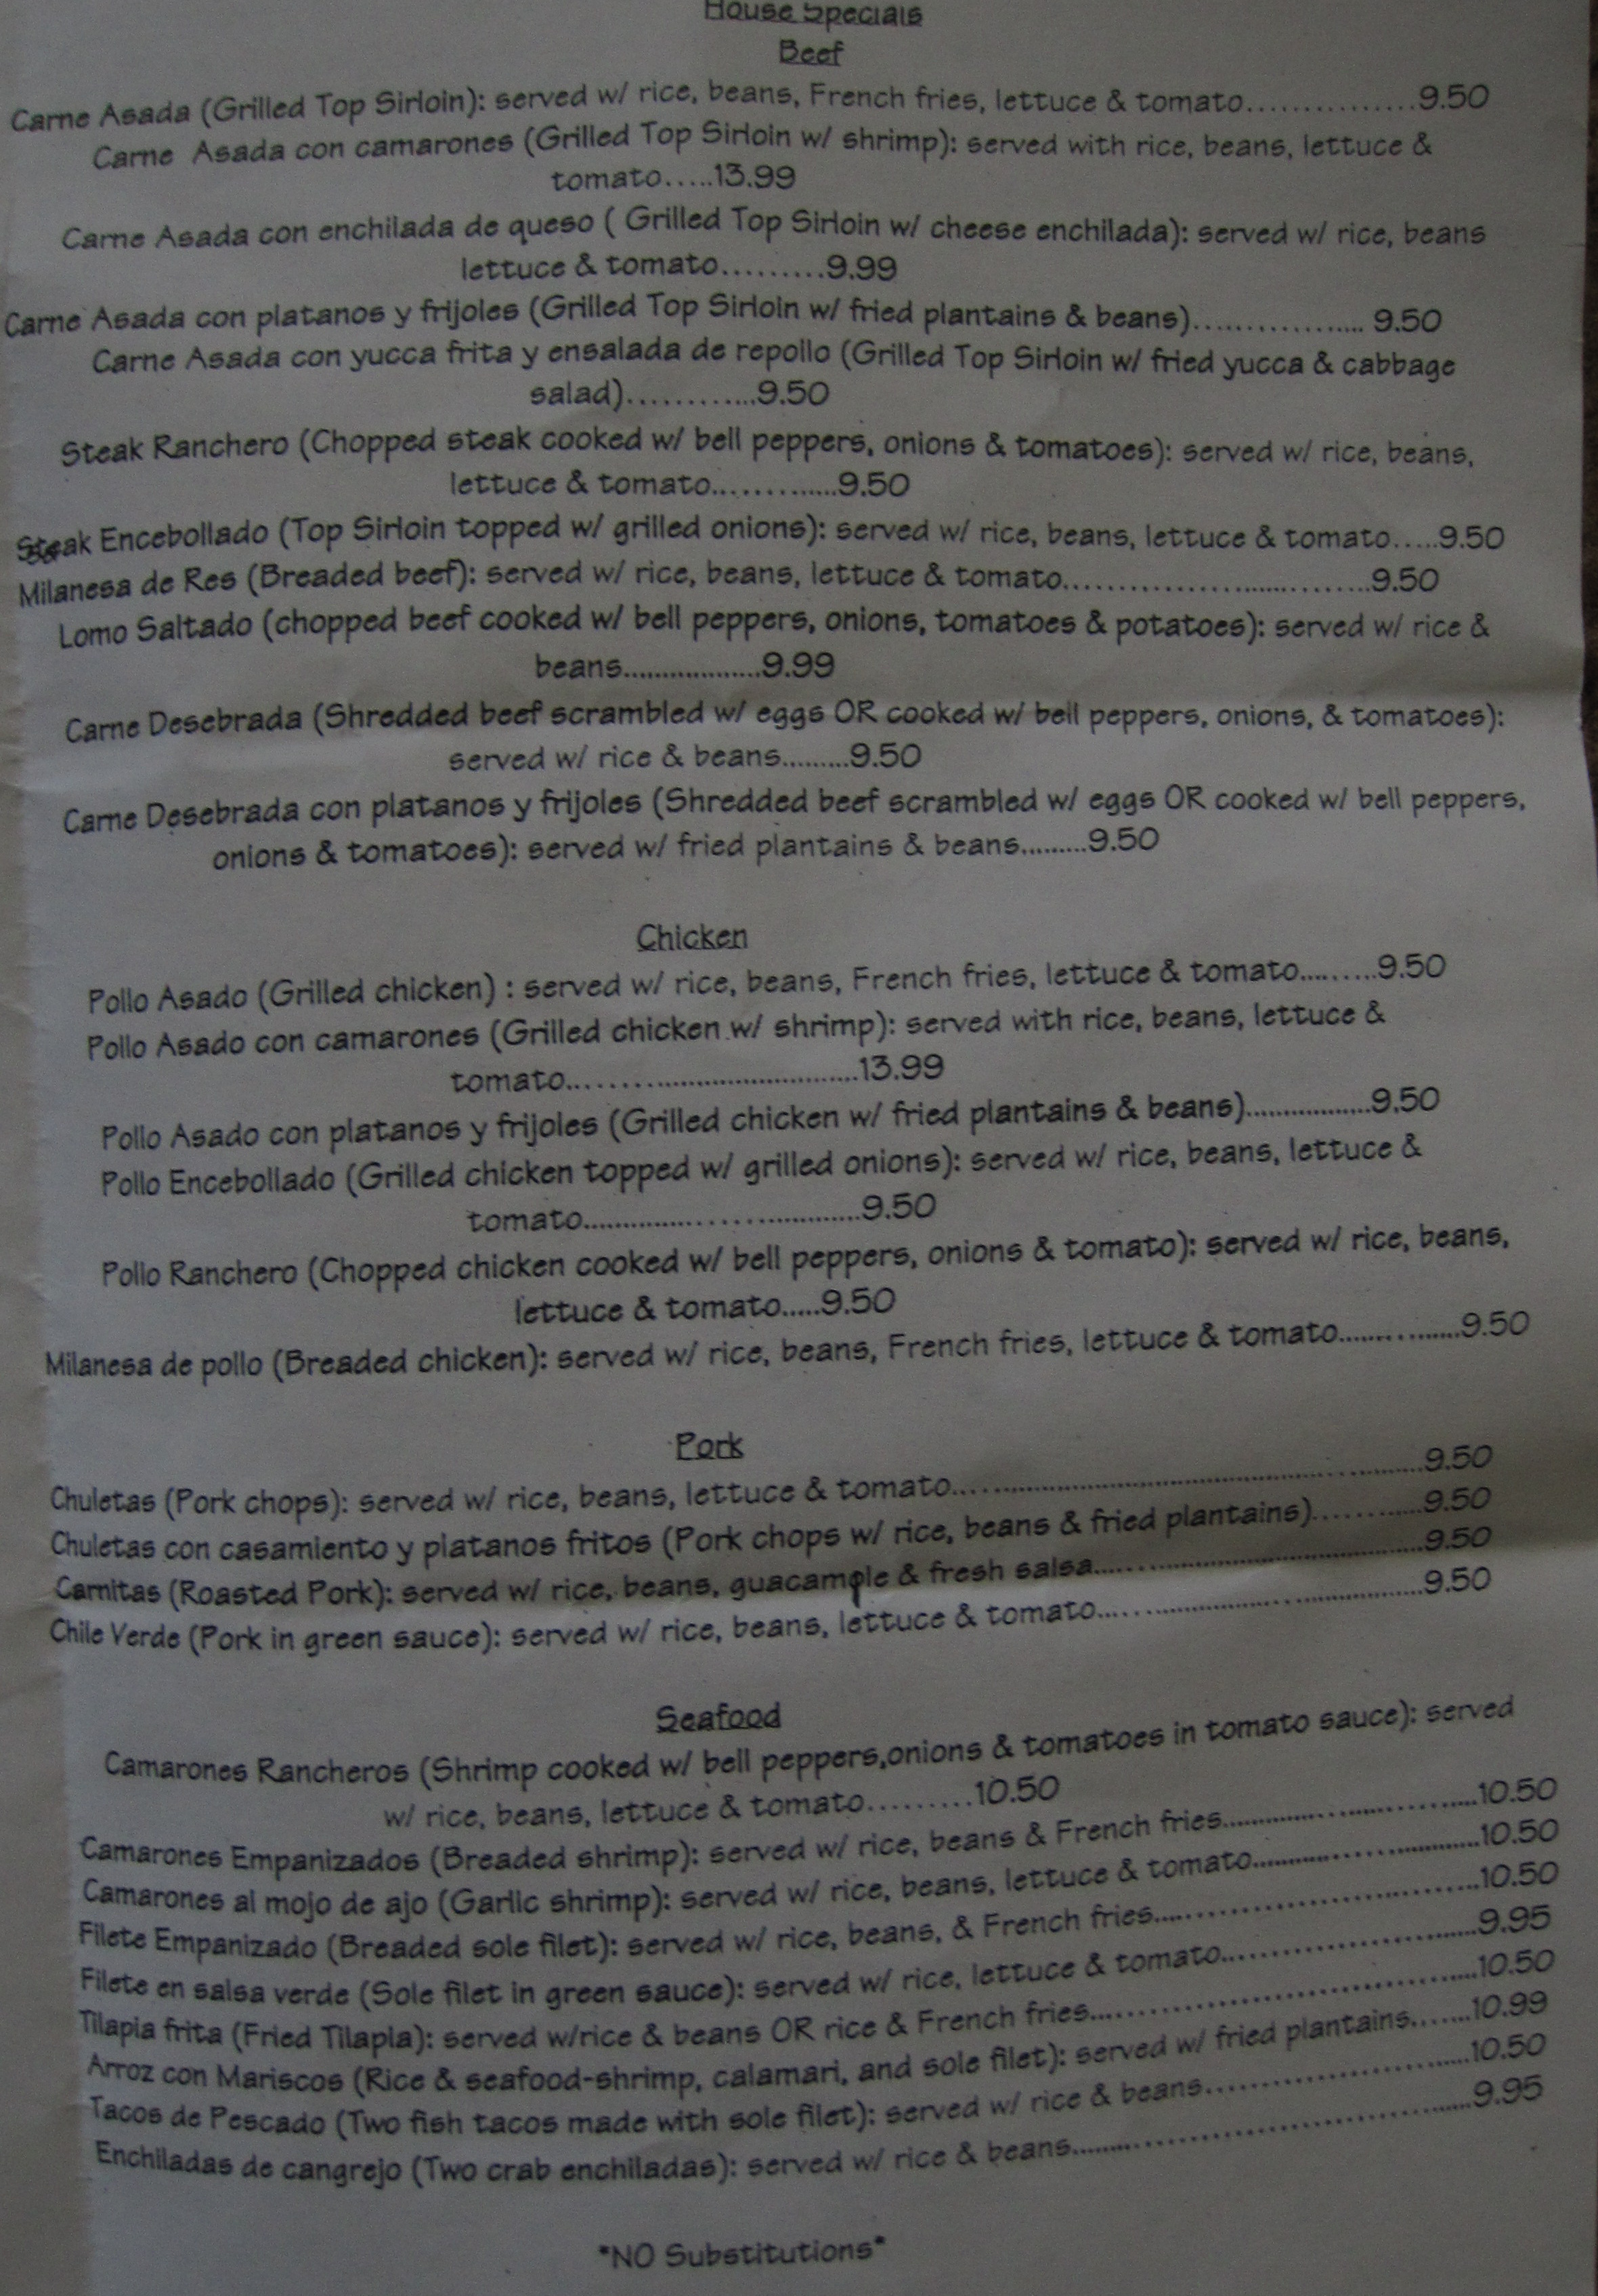 House Specials
Beef
Carne Asada (Grilled Top Sirloin): served w/ rice, beans, French fries, lettuce & tomato...............9.50
Carne Asada con camarones (Grilled Top Sirloin w/ shrimp): served with rice, beans, lettuce &
tomato.....13.99
Carne Asada con enchilada de queso ( Grilled Top Sirloin w/ cheese enchilada): served w/ rice, beans
lettuce & tomato.........9.99
Carne Asada con platanos y frijoles (Grilled Top Sirloin w/ fried plantains & beans)................. 9.50
Carne Asada con yucca frita y ensalada de repollo (Grilled Top Sirloin w/ fried yucca & cabbage
salad)............9.50
Steak Ranchero (Chopped steak cooked w/ bell peppers, onions & tomatoes): served w/ rice, beans,
lettuce & tomato..............9.50
Steak Encebollado (Top Sirloin topped w/ grilled onions): served w/ rice, beans, lettuce & tomato.....9.50
Milanesa de Res (Breaded beef): served w/ rice, beans, lettuce & tomato................................9.50
Lomo Saltado (chopped beef cooked w/ bell peppers, onions, tomatoes & potatoes): served w/ rice &
beans...................9.99
Carne Desebrada (Shredded beef scrambled w/ eggs OR cooked w/ bell peppers, onions, & tomatoes):
served w/ rice & beans.........9.50
Carne Desebrada con platanos y frijoles (Shredded beef scrambled w/ eggs OR cooked w/ bell peppers,
onions & tomatoes): served w/ fried plantains & beans.........9.50
Chicken
Pollo Asado (Grilled chicken) : served w/ rice, beans, French fries, lettuce & tomato..........9.50
Pollo Asado con camarones (Grilled chicken w/ shrimp): served with rice, beans, lettuce &
tomato.....................................13.99
Pollo Asado con platanos y frijoles (Grilled chicken w/ fried plantains & beans).................9.50
Pollo Encebollado (Grilled chicken topped w/ grilled onions): served w/ rice, beans, lettuce &
tomato..................................9.50
Pollo Ranchero (Chopped chicken cooked w/ bell peppers, onions & tomato): served w/ rice, beans,
lettuce & tomato.....9.50
Milanesa de pollo (Breaded chicken): served w/ rice, beans, French fries, lettuce & tomato...............9.50
Pork
Chuletas (Pork chops): served w/ rice, beans, lettuce & tomato............................................................9.50
Chuletas con casamiento y platanos fritos (Pork chops w/ rice, beans & fried plantains).............9.50
Carnitas (Roasted Pork): served w/ rice, beans, guacamole & fresh salsa.............................................9.50
Chile Verde (Pork in green sauce): served w/ rice, beans, lettuce & tomato.........................................9.50
Seafood
Camarones Rancheros (Shrimp cooked w/ bell peppers,onions & tomatoes in tomato sauce): served
w/ rice, beans, lettuce & tomato..........10.50
Camarones Empanizados (Breaded shrimp): served w/ rice, beans & French fries................................10.50
Camarones al mojo de ajo (Garlic shrimp): served w/ rice, beans, lettuce & tomato............................10.50
Filete Empanizado (Breaded sole filet): served w/ rice, beans, & French fries..................................10.50
Filete en salsa verde (Sole filet in green sauce): served w/ rice, lettuce & tomato..........................9.95
Tilapia frita (Fried Tilapia): served w/rice & beans OR rice & French fries......................................10.50
Arroz con Mariscos (Rice & seafood-shrimp, calamari, and sole filet): served w/ fried plantains.......10.99
Tacos de Pescado (Two fish tacos made with sole filet): served w/ rice & beans...........................10.50
Enchiladas de cangrejo (Two crab enchiladas): served w/ rice & beans..........................................9.95
*NO Substitutions*